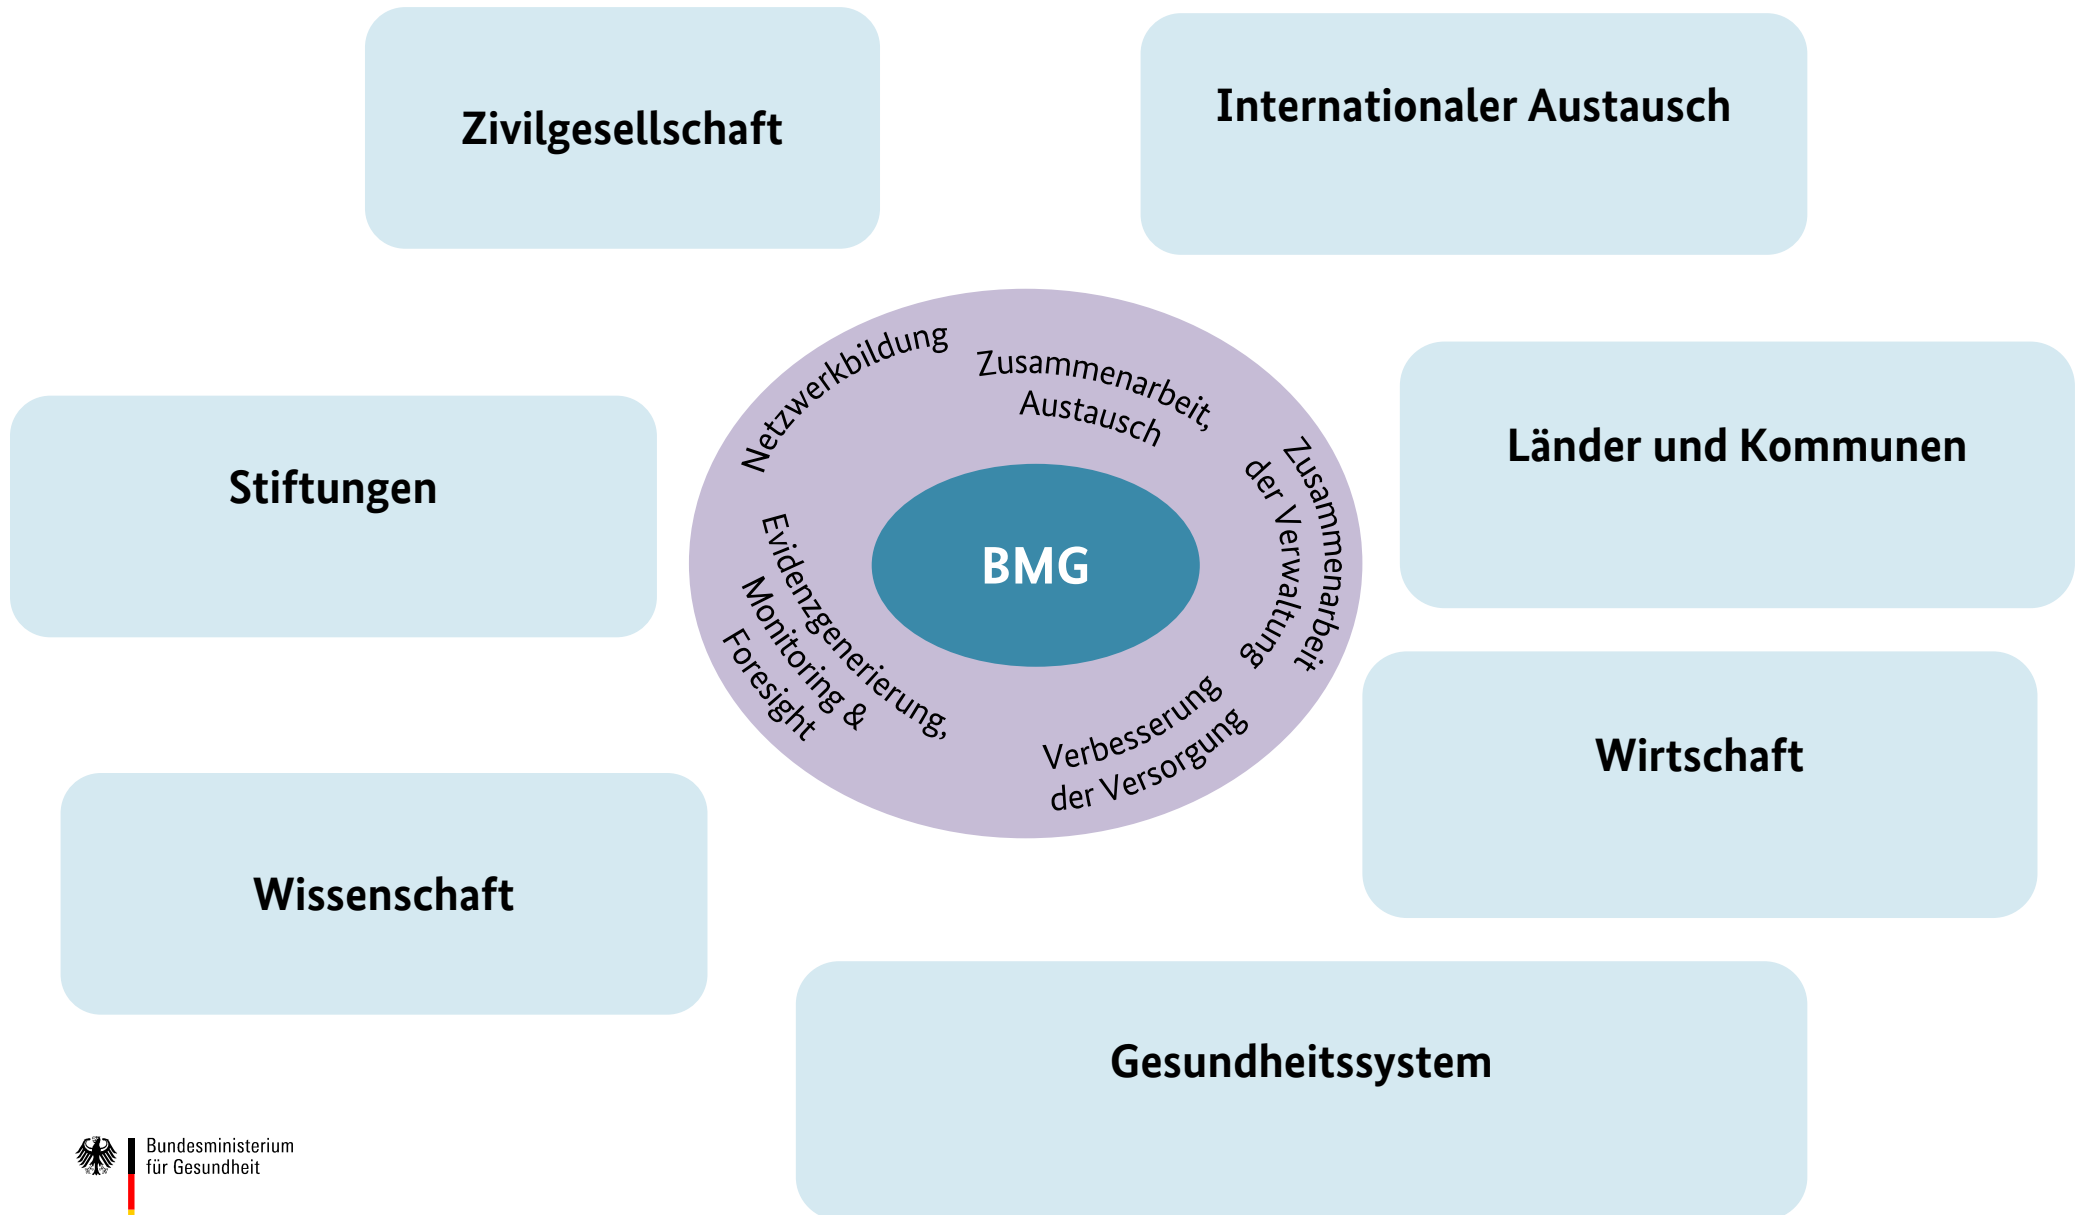 Zivilgesellschaft
Internationaler Austausch
Netzwerkbildung
Zusammenarbeit,
Austausch
Zusammenarbeit
der Verwaltung
Länder und Kommunen
Stiftungen
BMG
Evidenzgenerierung,
Monitoring &
Foresight
Verbesserung
der Versorgung
Wirtschaft
Wissenschaft
Gesundheitssystem
Bundesministerium
für Gesundheit